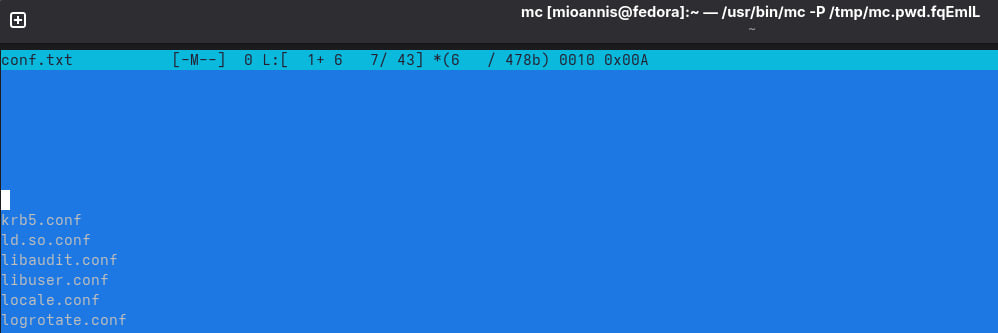 mc [mioannis@fedora]:~ — /usr/bin/mc -P /tmp/mc.pwd.fqEmIL
~
conf.txt           [-M--]  0 L:[  1+ 6   7/ 43] *(6   / 478b) 0010 0x00A
krb5.conf
ld.so.conf
libaudit.conf
libuser.conf
locale.conf
logrotate.conf